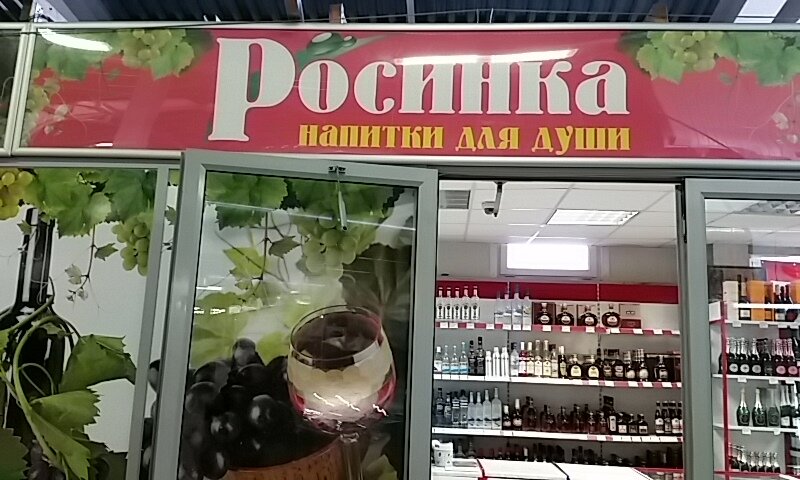 Росинка
напитки для души